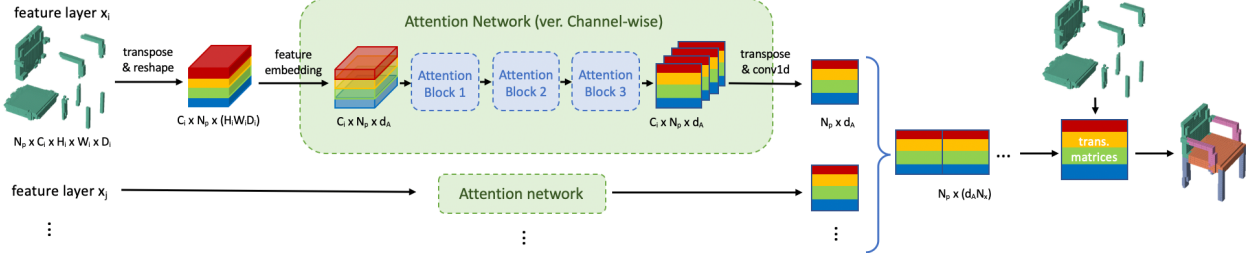 feature layer xᵢ
transpose
& reshape
feature
embedding
Attention Network (ver. Channel-wise)
Attention
Block 1
Attention
Block 2
Attention
Block 3
transpose
& conv1d
Nₚ x Cᵢ x Hᵢ x Wᵢ x Dᵢ
Cᵢ x Nₚ x (HᵢWᵢDᵢ)
Cᵢ x Nₚ x d_A
Cᵢ x Nₚ x d_A
Nₚ x d_A
...
trans.
matrices
Nₚ x (d_ANₓ)
feature layer xⱼ
Attention network
⋮
⋮
⋮